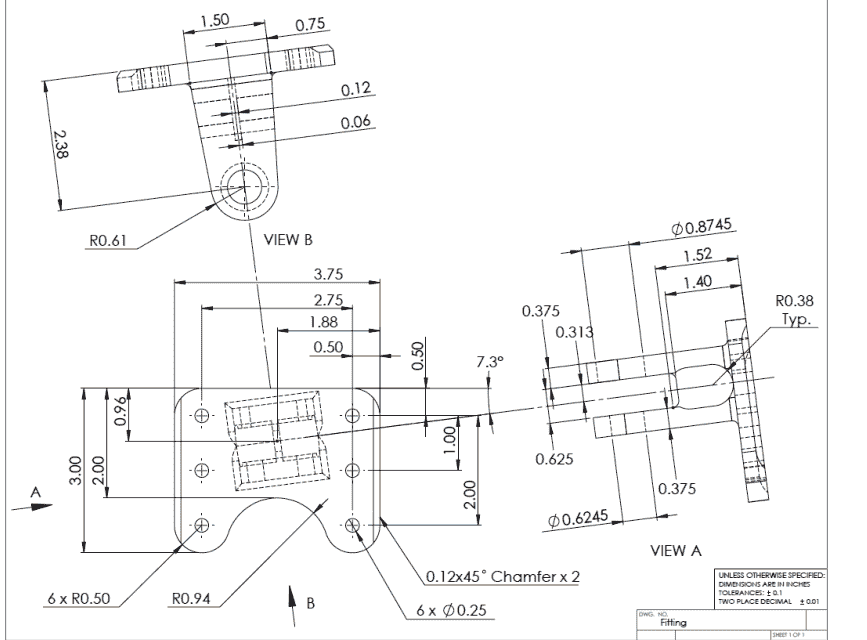 1.50
0.75
0.12
0.06
2.38
R0.61
VIEW B
Ø0.8745
1.52
1.40
R0.38
Typ.
0.375
0.313
0.625
0.375
Ø0.6245
VIEW A
3.75
2.75
1.88
0.50
0.50
7.3°
0.96
3.00
2.00
1.00
2.00
A
6 x R0.50
R0.94
B
0.12x45° Chamfer x 2
6 x Ø0.25
UNLESS OTHERWISE SPECIFIED:
DIMENSIONS ARE IN INCHES
TOLERANCES: ± 0.1
TWO PLACE DECIMAL ± 0.01
DWG. NO.
Fitting
SHEET 1 OF 1